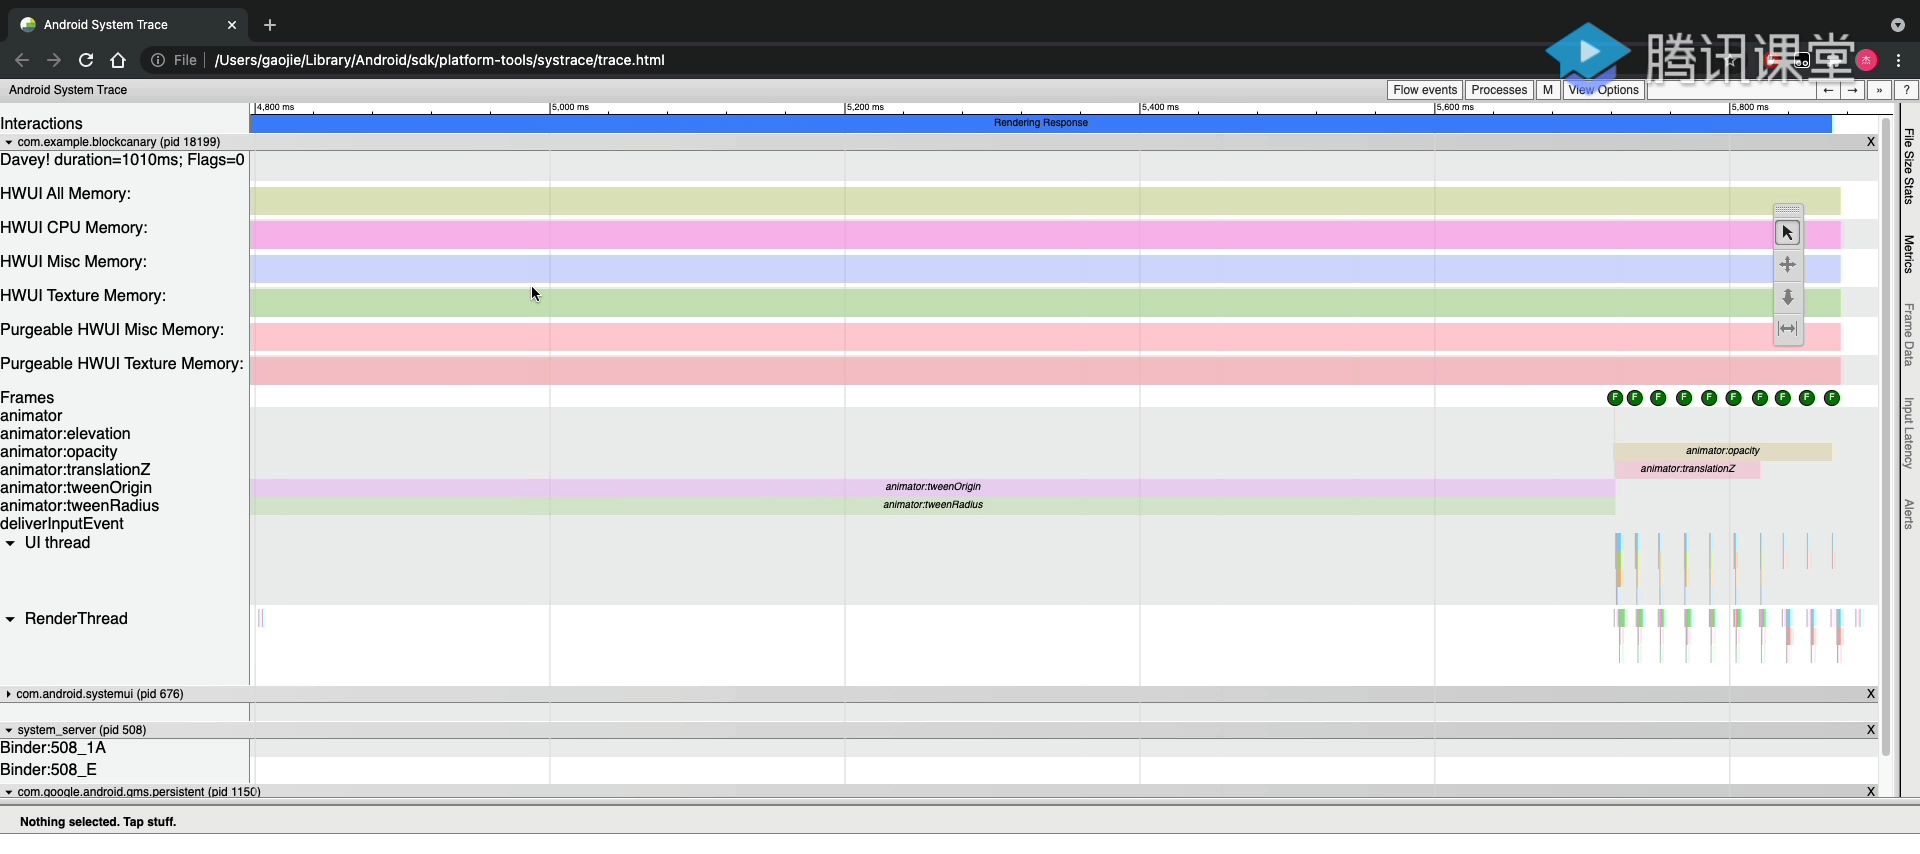 Android System Trace
File
/Users/gaojie/Library/Android/sdk/platform-tools/systrace/trace.html
杰
腾讯课堂
Android System Trace
Flow events
Processes
M
View Options
←
→
»
?
4,800 ms
5,000 ms
5,200 ms
5,400 ms
5,600 ms
5,800 ms
Interactions
Rendering Response
com.example.blockcanary (pid 18199)
X
Davey! duration=1010ms; Flags=0
HWUI All Memory:
HWUI CPU Memory:
HWUI Misc Memory:
HWUI Texture Memory:
Purgeable HWUI Misc Memory:
Purgeable HWUI Texture Memory:
Frames
F F F F F F F F F F
animator
animator:elevation
animator:opacity
animator:opacity
animator:translationZ
animator:translationZ
animator:tweenOrigin
animator:tweenOrigin
animator:tweenRadius
animator:tweenRadius
deliverInputEvent
UI thread
RenderThread
com.android.systemui (pid 676)
X
system_server (pid 508)
X
Binder:508_1A
Binder:508_E
com.google.android.gms.persistent (pid 1150)
X
Nothing selected. Tap stuff.
File Size Stats
Metrics
Frame Data
Input Latency
Alerts